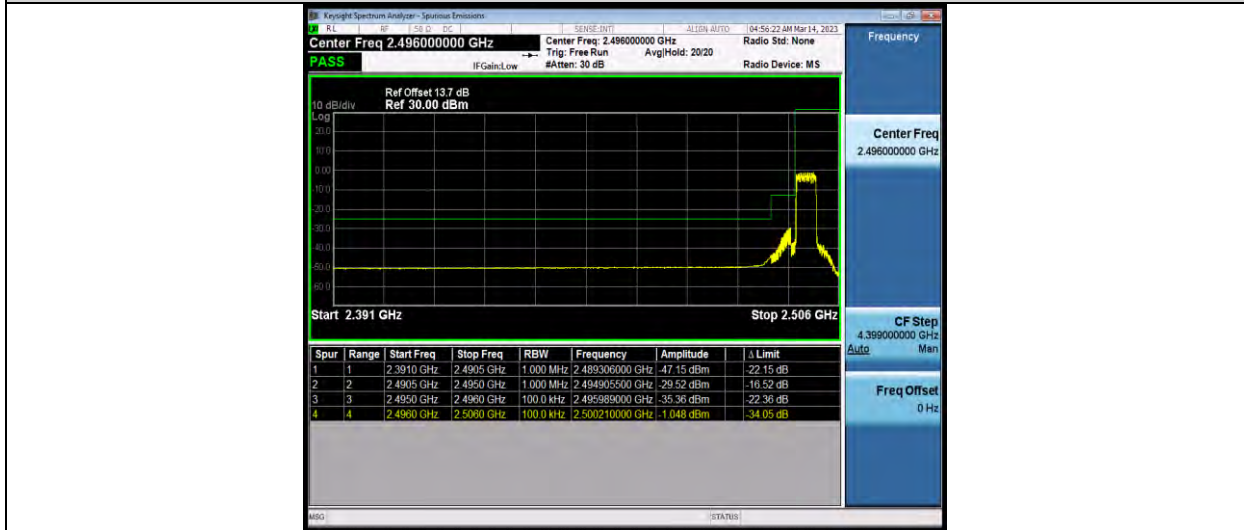 Keysight Spectrum Analyzer - Spurious Emissions
RL RF 50 Ω DC SENSE:INT ALIGN AUTO 04:56:22 AM Mar 14, 2023
Center Freq 2.496000000 GHz
Center Freq: 2.496000000 GHz
Radio Std: None
Trig: Free Run Avg|Hold: 20/20
PASS
IFGain:Low
#Atten: 30 dB
Radio Device: MS
Frequency
Ref Offset 13.7 dB
10 dB/div Ref 30.00 dBm
Log
20.0
10.0
0.00
-10.0
-20.0
-30.0
-40.0
-50.0
-60.0
Start 2.391 GHz Stop 2.506 GHz
Center Freq
2.496000000 GHz
CF Step
4.399000000 GHz
Auto Man
Freq Offset
0 Hz
Spur Range Start Freq Stop Freq RBW Frequency Amplitude Δ Limit
1 1 2.3910 GHz 2.4905 GHz 1.000 MHz 2.489306000 GHz -47.15 dBm -22.15 dB
2 2 2.4905 GHz 2.4950 GHz 1.000 MHz 2.494905500 GHz -29.52 dBm -16.52 dB
3 3 2.4950 GHz 2.4960 GHz 100.0 kHz 2.495989000 GHz -35.36 dBm -22.36 dB
4 4 2.4960 GHz 2.5060 GHz 100.0 kHz 2.500210000 GHz -1.048 dBm -34.05 dB
MSG STATUS